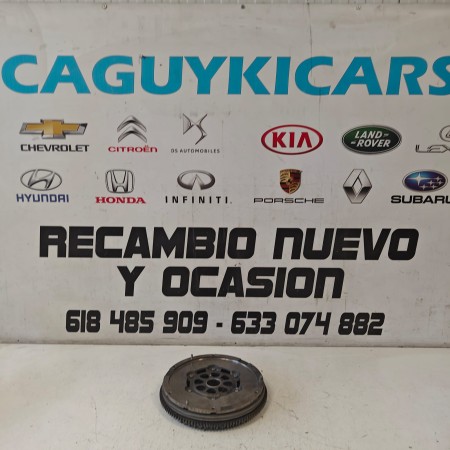 CAGUYKICARS
CHEVROLET CITROËN DS AUTOMOBILES KIA LAND ROVER
HYUNDAI HONDA INFINITI PORSCHE SUBARU
RECAMBIO NUEVO
Y OCASION
618 485 909 - 633 074 882